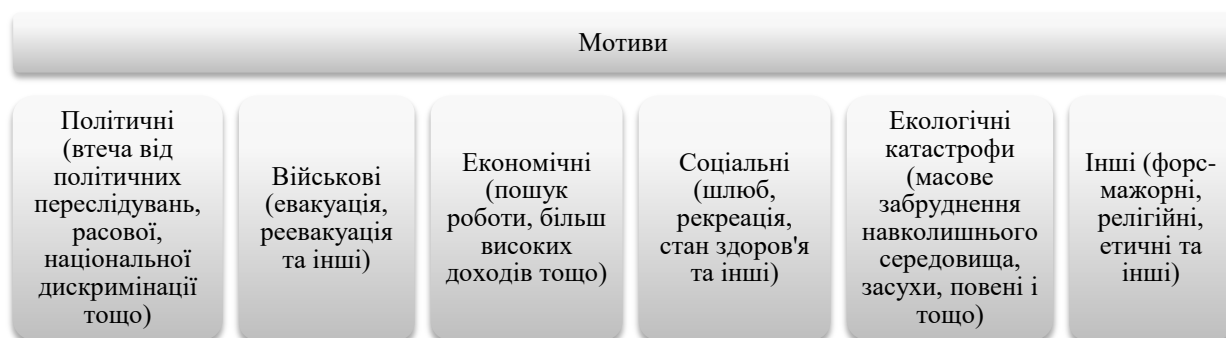 Мотиви
Політичні
(втеча від
політичних
переслідувань,
расової,
національної
дискримінації
тощо)
Військові
(евакуація,
реевакуація
та інші)
Економічні
(пошук
роботи, більш
високих
доходів тощо)
Соціальні
(шлюб,
рекреація,
стан здоров'я
та інші)
Екологічні
катастрофи
(масове
забруднення
навколишнього
середовища,
засухи, повені і
тощо)
Інші (форс-
мажорні,
релігійні,
етичні та
інші)